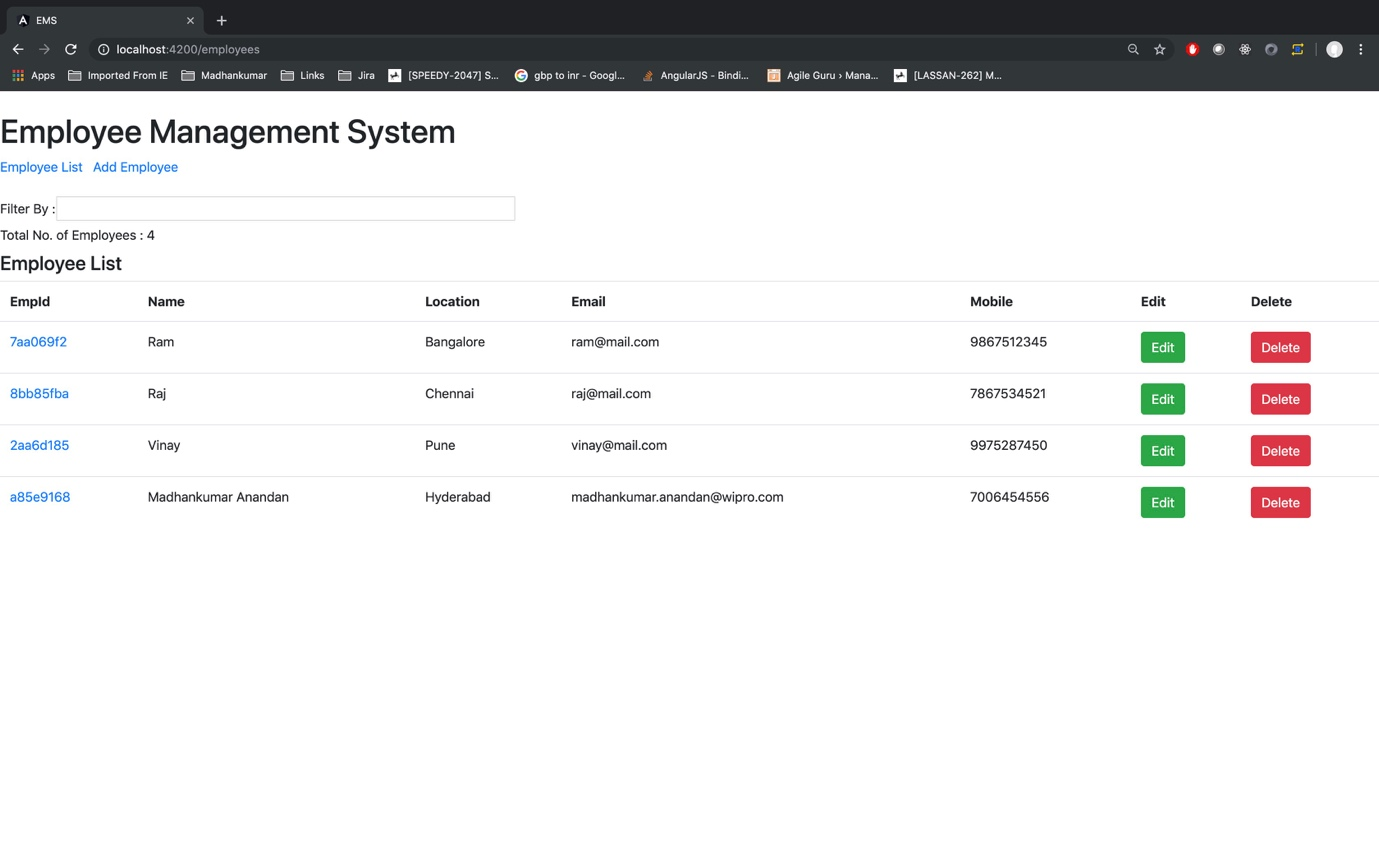 EMS
localhost:4200/employees
Apps Imported From IE Madhankumar Links Jira [SPEEDY-2047] S... gbp to inr - Googl... AngularJS - Bindi... Agile Guru › Mana... [LASSAN-262] M...
Employee Management System
Employee List Add Employee
Filter By :
Total No. of Employees : 4
Employee List
EmpId Name Location Email Mobile Edit Delete
7aa069f2 Ram Bangalore ram@mail.com 9867512345 Edit Delete
8bb85fba Raj Chennai raj@mail.com 7867534521 Edit Delete
2aa6d185 Vinay Pune vinay@mail.com 9975287450 Edit Delete
a85e9168 Madhankumar Anandan Hyderabad madhankumar.anandan@wipro.com 7006454556 Edit Delete